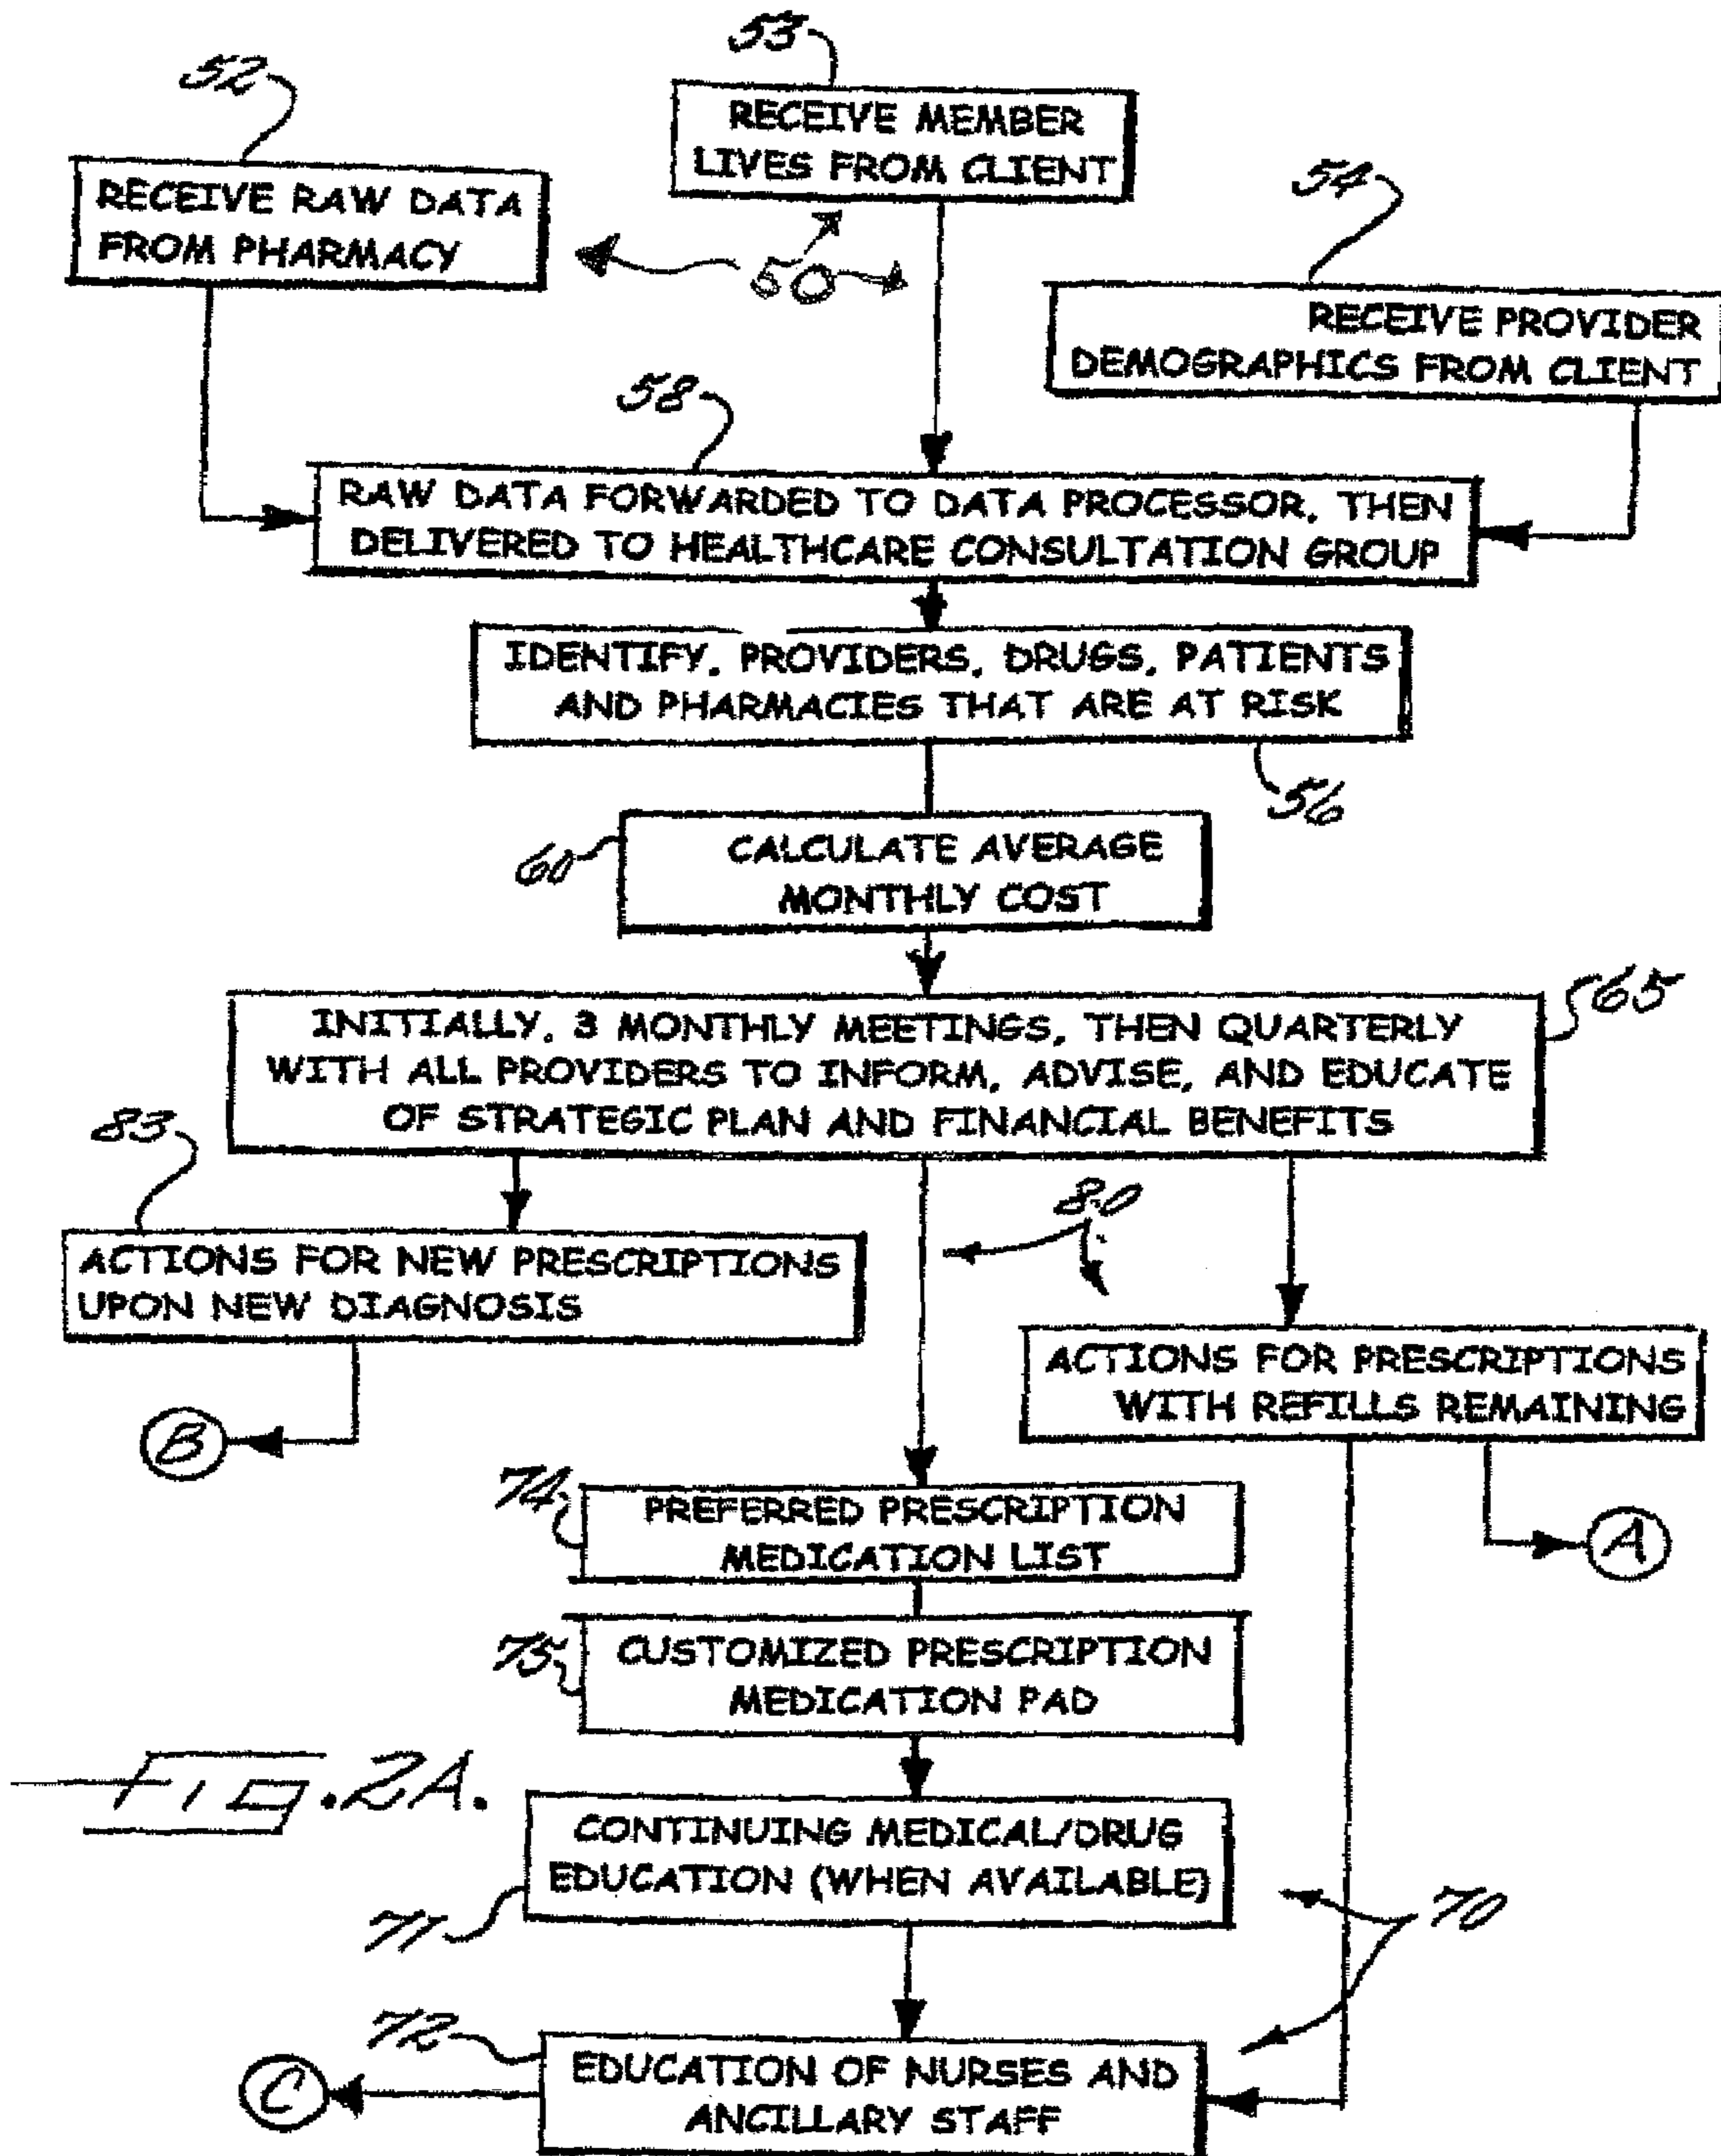 53
52
RECEIVE MEMBER
LIVES FROM CLIENT
RECEIVE RAW DATA
FROM PHARMACY
54
50
RECEIVE PROVIDER
DEMOGRAPHICS FROM CLIENT
58
RAW DATA FORWARDED TO DATA PROCESSOR, THEN
DELIVERED TO HEALTHCARE CONSULTATION GROUP
IDENTIFY, PROVIDERS, DRUGS, PATIENTS
AND PHARMACIES THAT ARE AT RISK
56
60
CALCULATE AVERAGE
MONTHLY COST
65
INITIALLY, 3 MONTHLY MEETINGS, THEN QUARTERLY
WITH ALL PROVIDERS TO INFORM, ADVISE, AND EDUCATE
OF STRATEGIC PLAN AND FINANCIAL BENEFITS
83
80
ACTIONS FOR NEW PRESCRIPTIONS
UPON NEW DIAGNOSIS
ACTIONS FOR PRESCRIPTIONS
WITH REFILLS REMAINING
B
A
74
PREFERRED PRESCRIPTION
MEDICATION LIST
75
CUSTOMIZED PRESCRIPTION
MEDICATION PAD
Fig. 2A.
CONTINUING MEDICAL/DRUG
EDUCATION (WHEN AVAILABLE)
71
70
72
C
EDUCATION OF NURSES AND
ANCILLARY STAFF